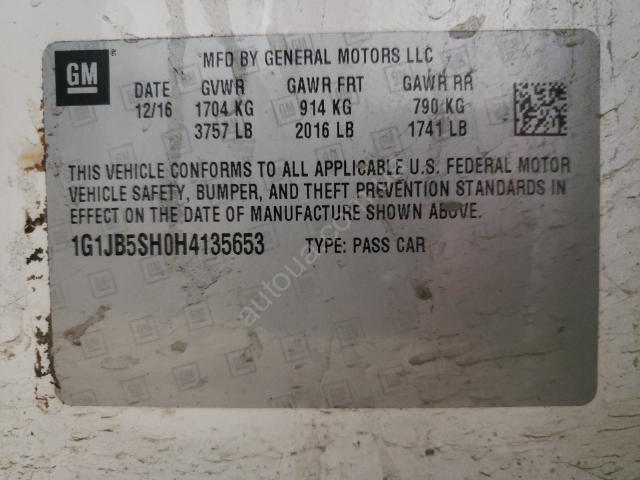 GM
MFD BY GENERAL MOTORS LLC
DATE GVWR GAWR FRT GAWR RR
12/16 1704 KG 914 KG 790 KG
3757 LB 2016 LB 1741 LB
THIS VEHICLE CONFORMS TO ALL APPLICABLE U.S. FEDERAL MOTOR
VEHICLE SAFETY, BUMPER, AND THEFT PREVENTION STANDARDS IN
EFFECT ON THE DATE OF MANUFACTURE SHOWN ABOVE.
1G1JB5SH0H4135653 TYPE: PASS CAR